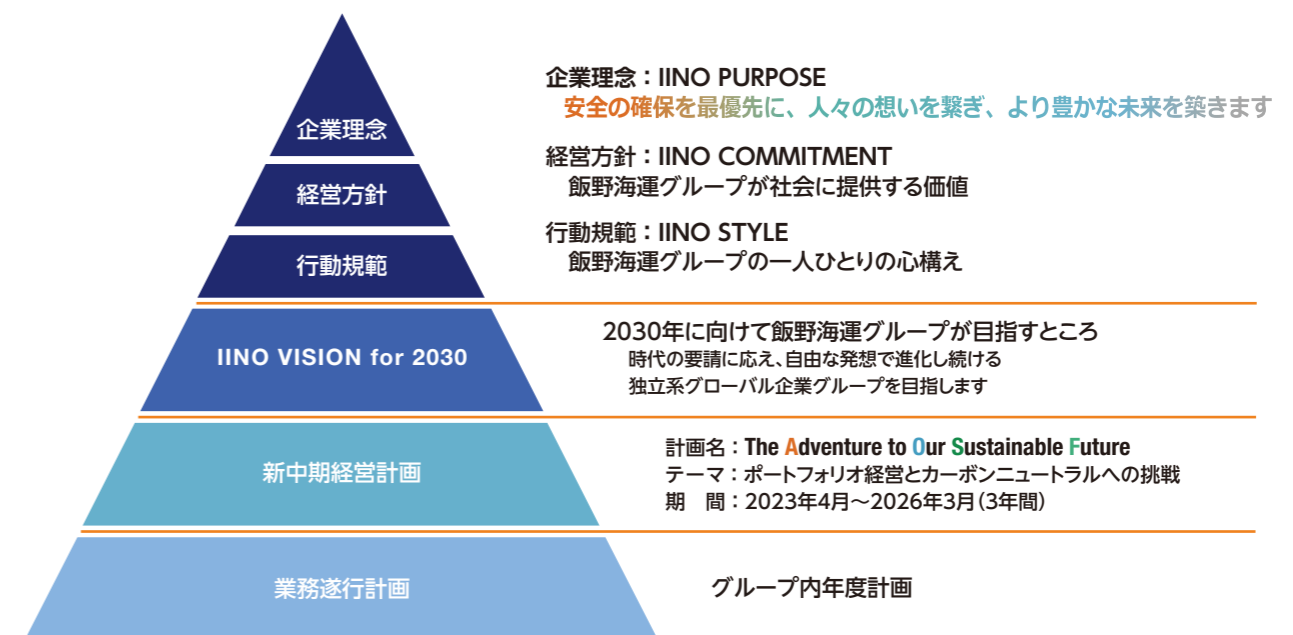 企業理念
経営方針
行動規範
IINO VISION for 2030
新中期経営計画
業務遂行計画
企業理念：IINO PURPOSE
安全の確保を最優先に、人々の想いを繋ぎ、より豊かな未来を築きます
経営方針：IINO COMMITMENT
飯野海運グループが社会に提供する価値
行動規範：IINO STYLE
飯野海運グループの一人ひとりの心構え
2030年に向けて飯野海運グループが目指すところ
時代の要請に応え、自由な発想で進化し続ける
独立系グローバル企業グループを目指します
計画名：The Adventure to Our Sustainable Future
テーマ：ポートフォリオ経営とカーボンニュートラルへの挑戦
期　間：2023年4月～2026年3月（3年間）
グループ内年度計画